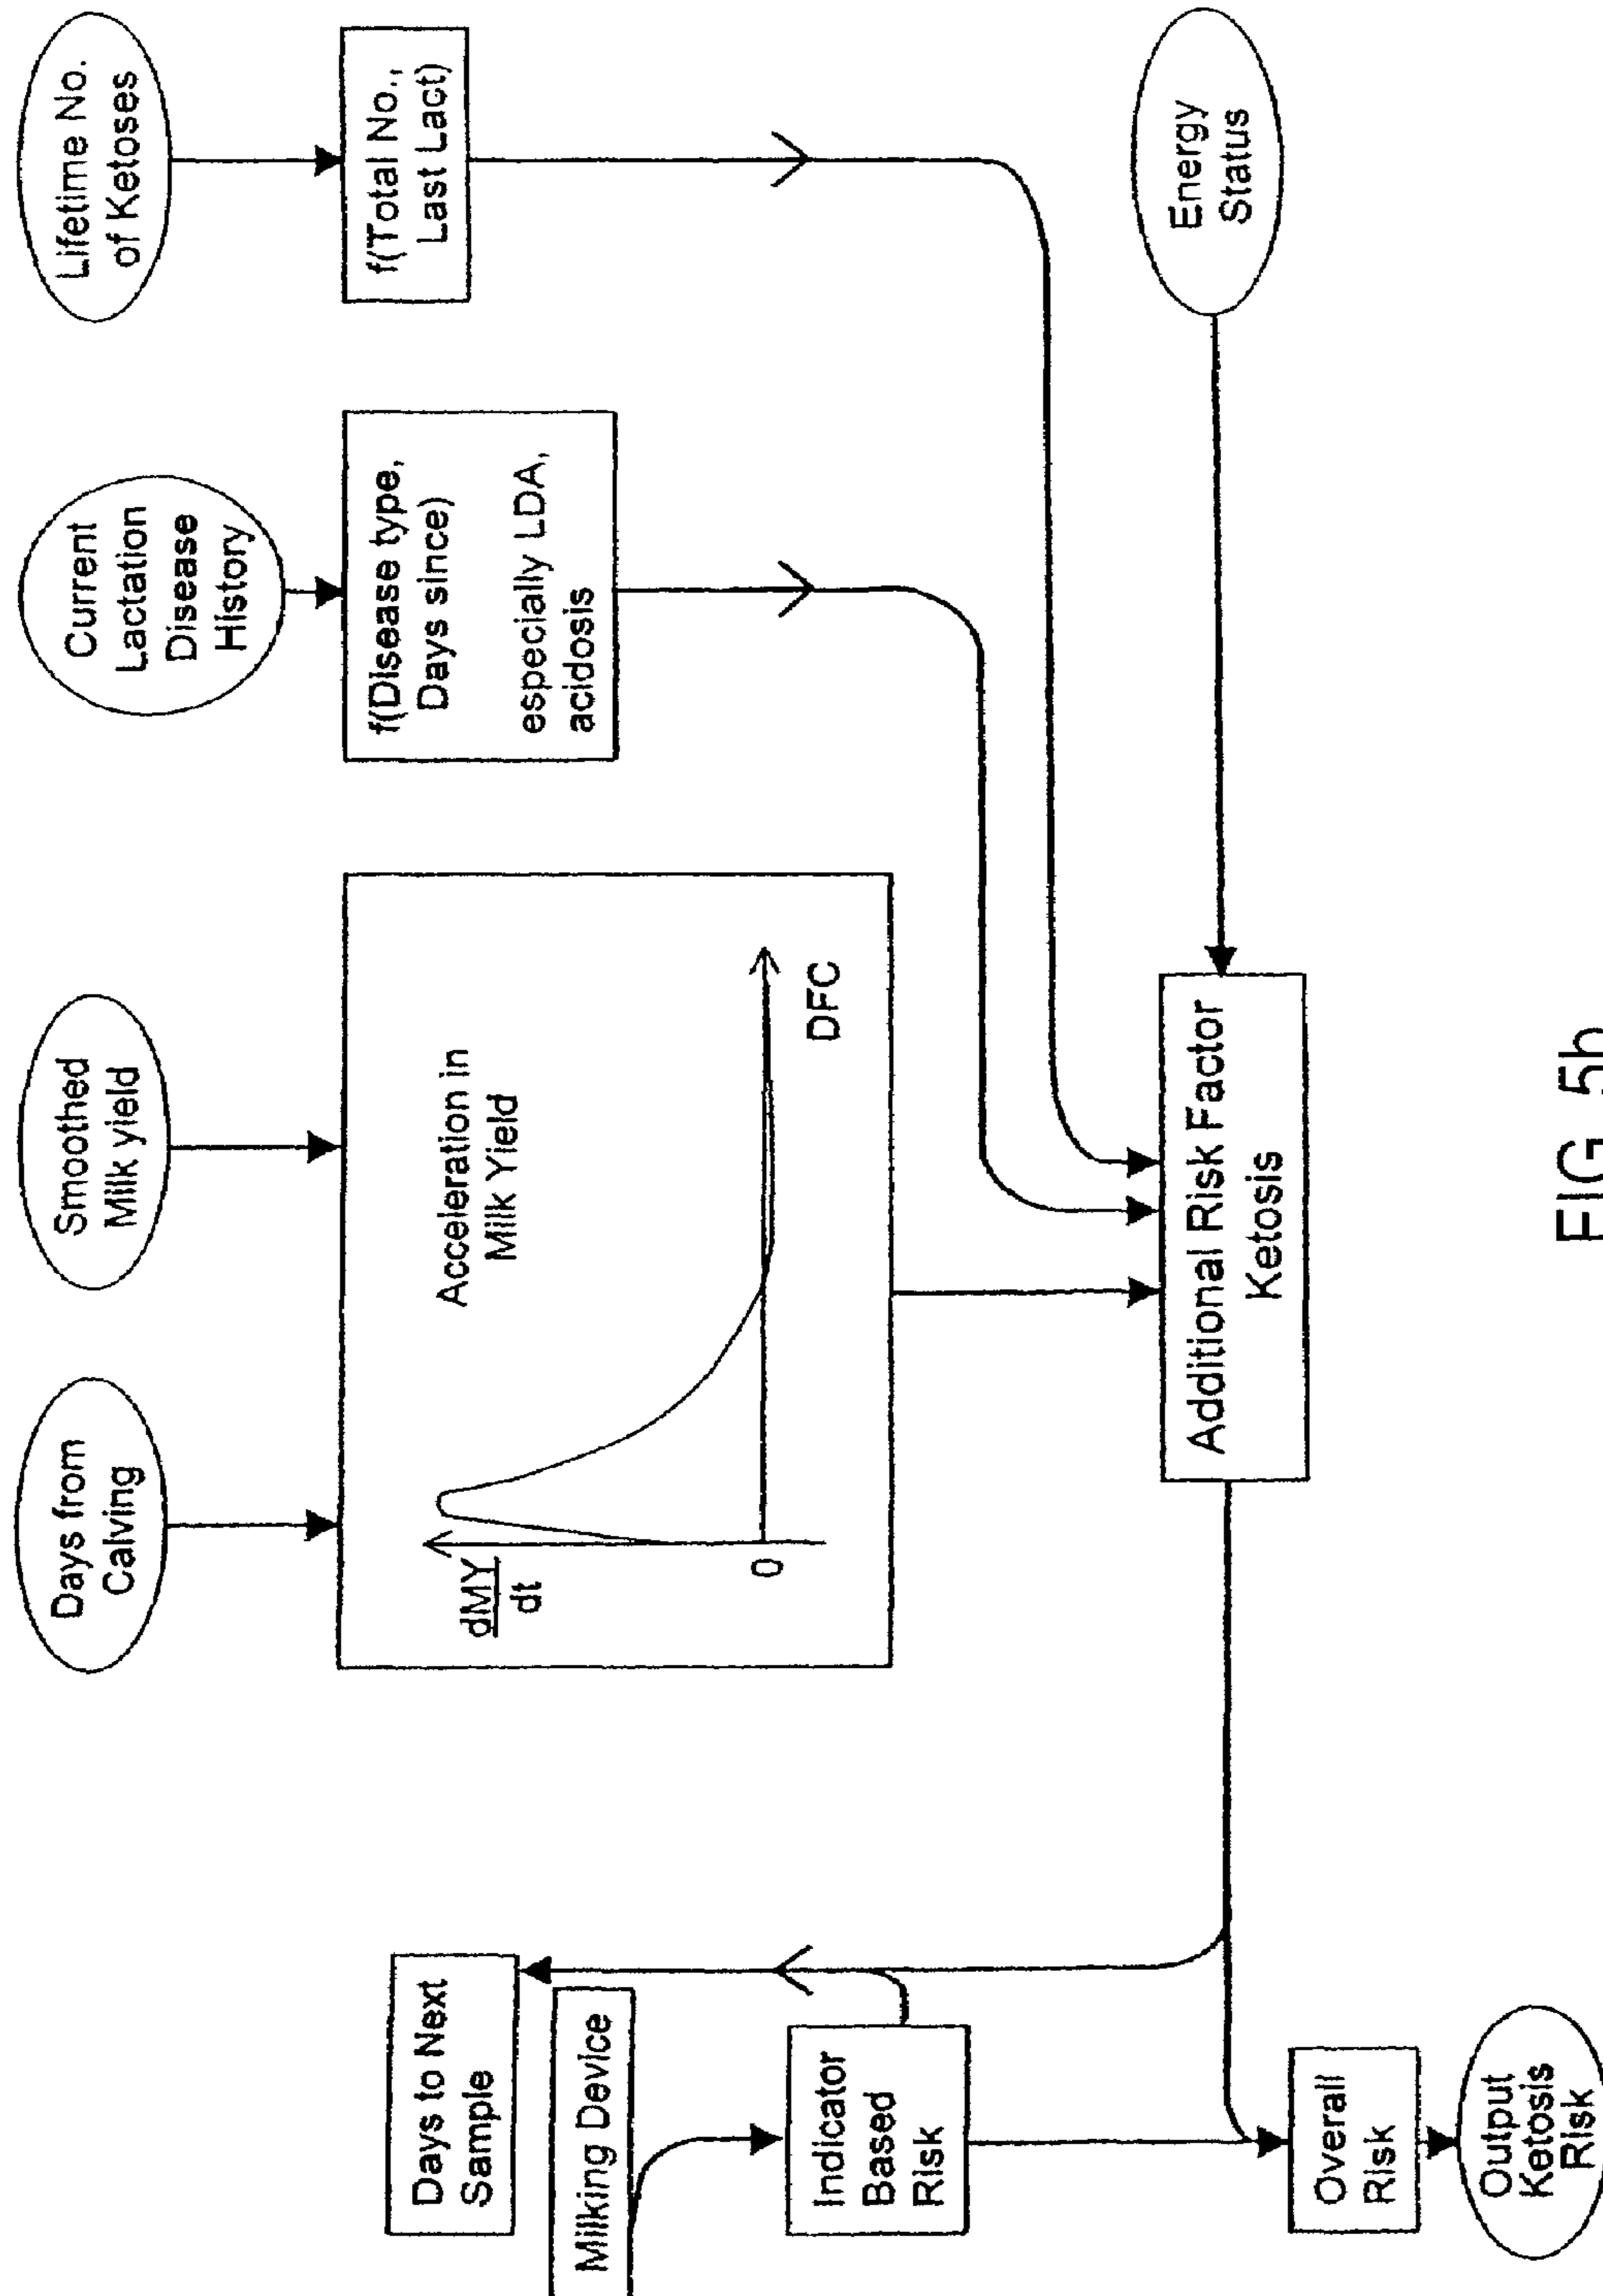 Days from
Calving
Smoothed
Milk yield
Current
Lactation
Disease
History
Lifetime No.
of Ketoses
dMY
dt
Acceleration in
Milk Yield
0
DFC
f(Disease type,
Days since)
especially LDA,
acidosis
f(Total No.,
Last Lact)
Days to Next
Sample
Milking Device
Indicator
Based
Risk
Additional Risk Factor
Ketosis
Energy
Status
Overall
Risk
Output
Ketosis
Risk
FIG. 5b